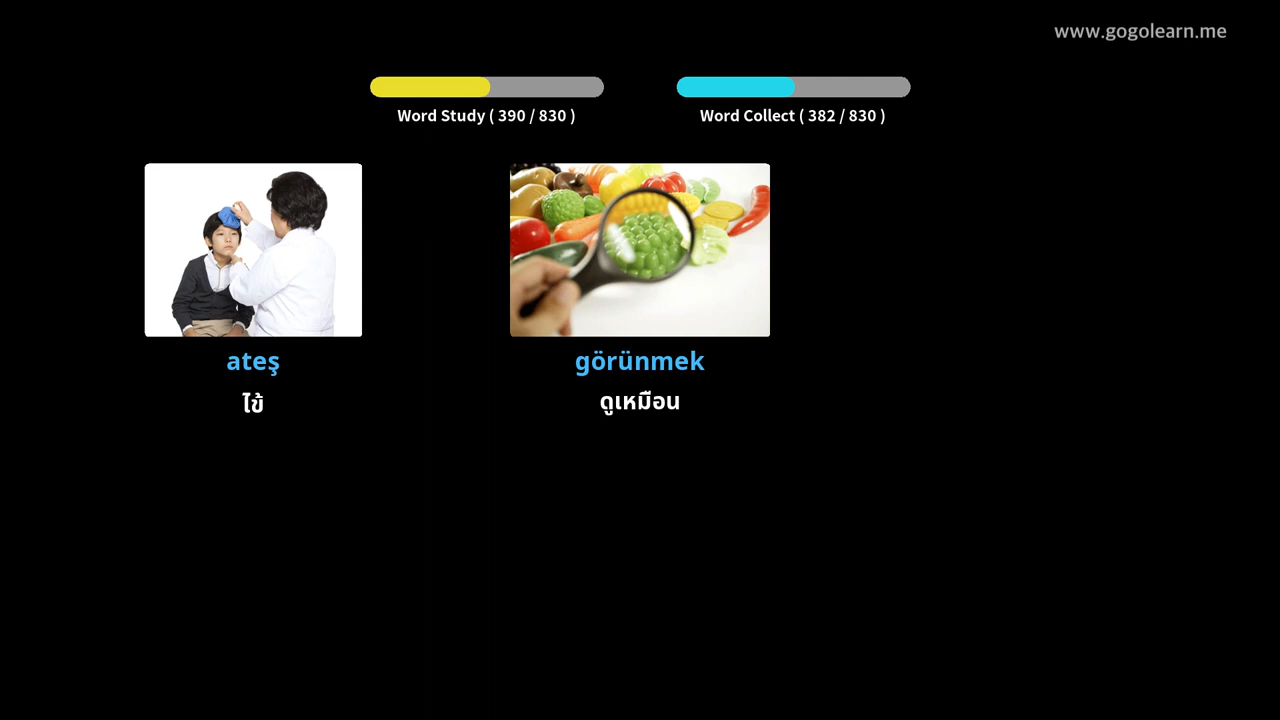 www.gogolearn.me
Word Study ( 390 / 830 )
Word Collect ( 382 / 830 )
ateş
ไข้
görünmek
ดูเหมือน